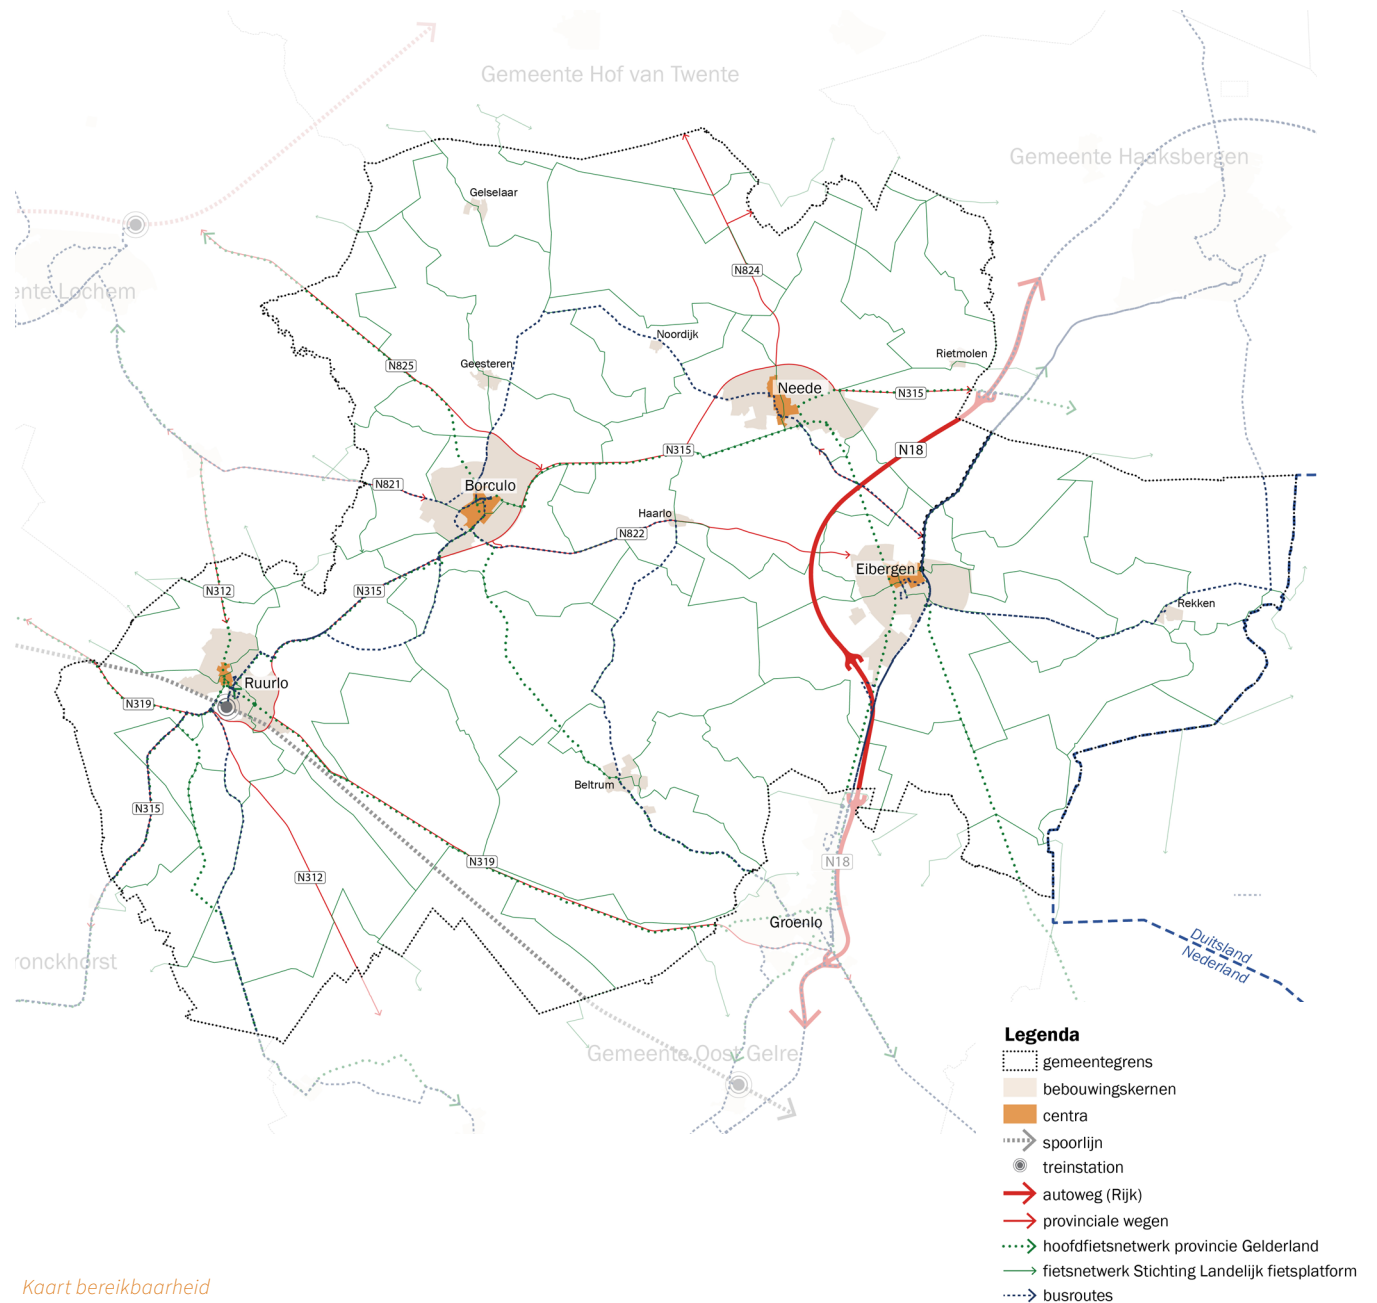 Gemeente Hof van Twente
Gemeente Haaksbergen
Gelselaar
N824
ente Lochem
Noordijk
Rietmolen
N825
Geesteren
Neede
N315
N18
N315
Borculo
N821
Haarlo
N822
Eibergen
N312
N315
Rekken
Ruurlo
N319
Beltrum
N315
N319
N18
N312
Groenlo
Duitsland
Nederland
ronckhorst
Gemeente Oost Gelre
Legenda
gemeentegrens
bebouwingskernen
centra
spoorlijn
treinstation
autoweg (Rijk)
provinciale wegen
hoofdfietsnetwerk provincie Gelderland
fietsnetwerk Stichting Landelijk fietsplatform
busroutes
Kaart bereikbaarheid